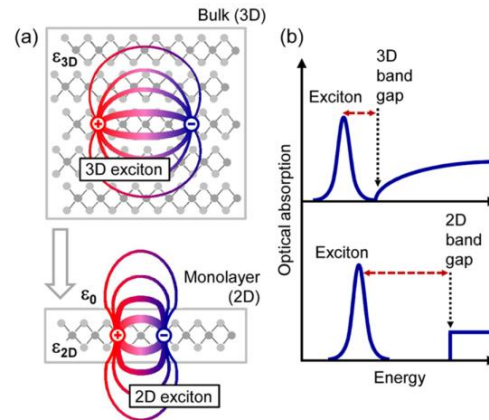 (a)
Bulk (3D)
ε3D
+
−
3D exciton
Monolayer
(2D)
ε0
ε2D
+
−
2D exciton
(b)
Optical absorption
3D
band
gap
Exciton
2D
band
gap
Exciton
Energy